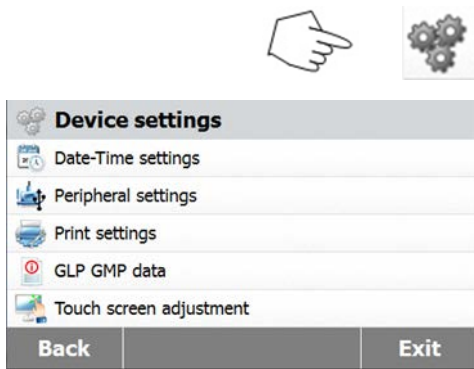 Device settings
Date-Time settings
Peripheral settings
Print settings
GLP GMP data
Touch screen adjustment
Back Exit